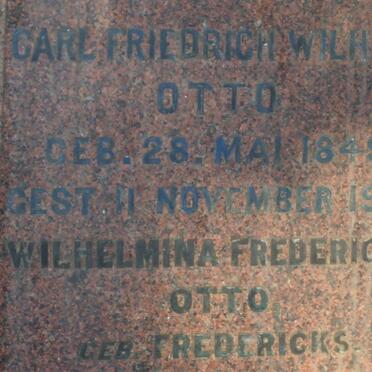 CARL FRIEDRICH WILH
OTTO
GEB. 28. MAI 184
GEST. 11 NOVEMBER 19
WILHELMINA FREDERIC
OTTO
GEB. FREDERICKS.